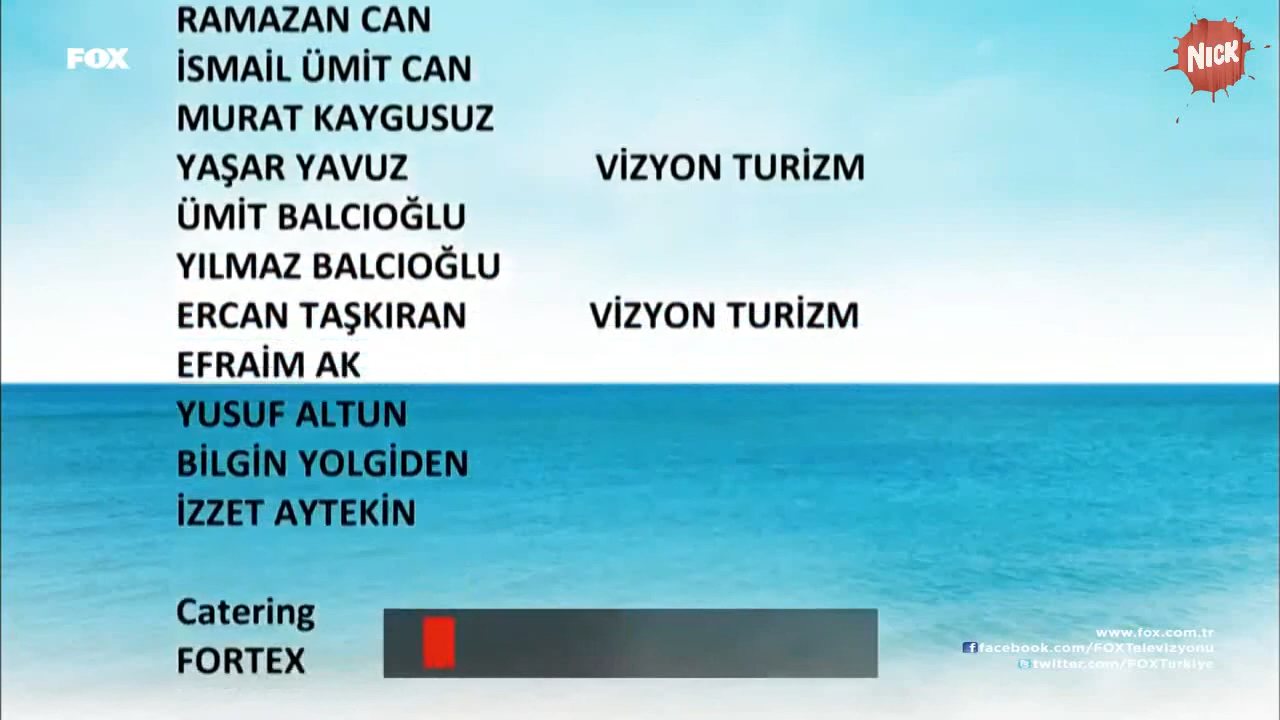 FOX
NICK
RAMAZAN CAN
İSMAİL ÜMİT CAN
MURAT KAYGUSUZ
YAŞAR YAVUZ VİZYON TURİZM
ÜMİT BALCIOĞLU
YILMAZ BALCIOĞLU
ERCAN TAŞKIRAN VİZYON TURİZM
EFRAİM AK
YUSUF ALTUN
BİLGİN YOLGİDEN
İZZET AYTEKİN
Catering
FORTEX
www.fox.com.tr
facebook.com/FOXTelevizyonu
twitter.com/FOXTurkiye